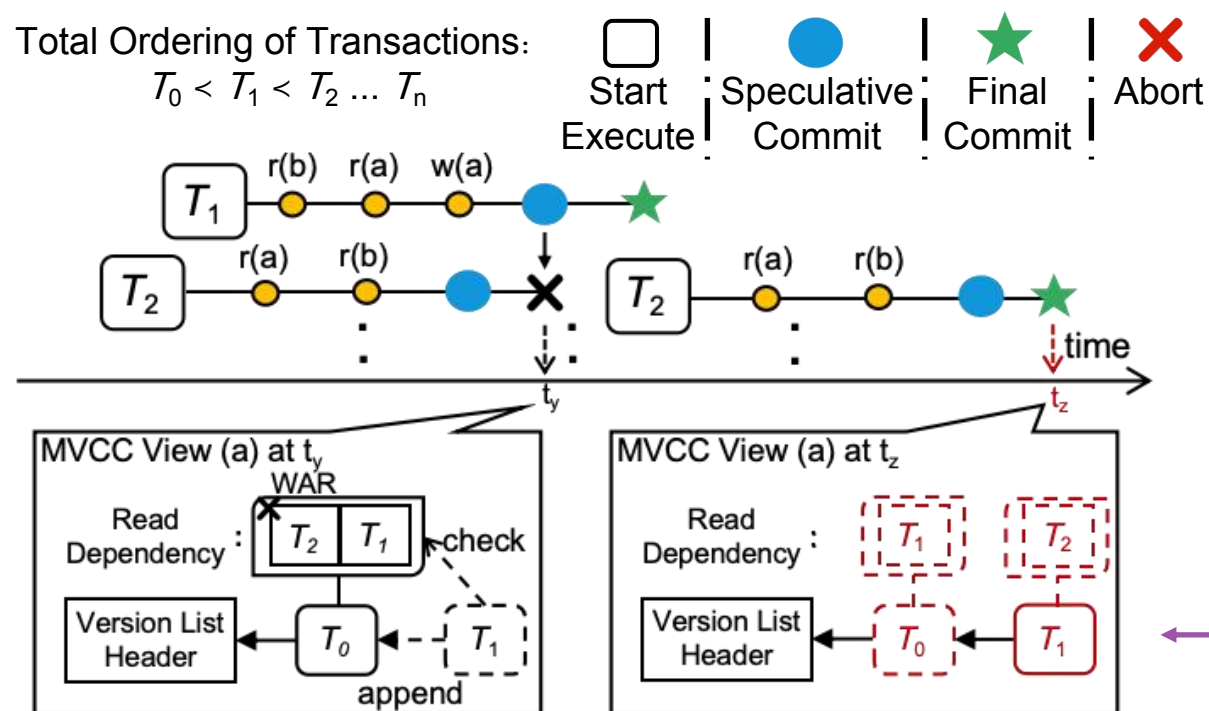 Total Ordering of Transactions:
T0 < T1 < T2 ... Tn
Start
Execute
Speculative
Commit
Final
Commit
Abort
T1
r(b)
r(a)
w(a)
T2
r(a)
r(b)
T2
r(a)
r(b)
time
ty
tz
MVCC View (a) at ty
WAR
Read
Dependency
:
T2
T1
check
Version List
Header
T0
T1
append
MVCC View (a) at tz
Read
Dependency
:
T1
T2
Version List
Header
T0
T1